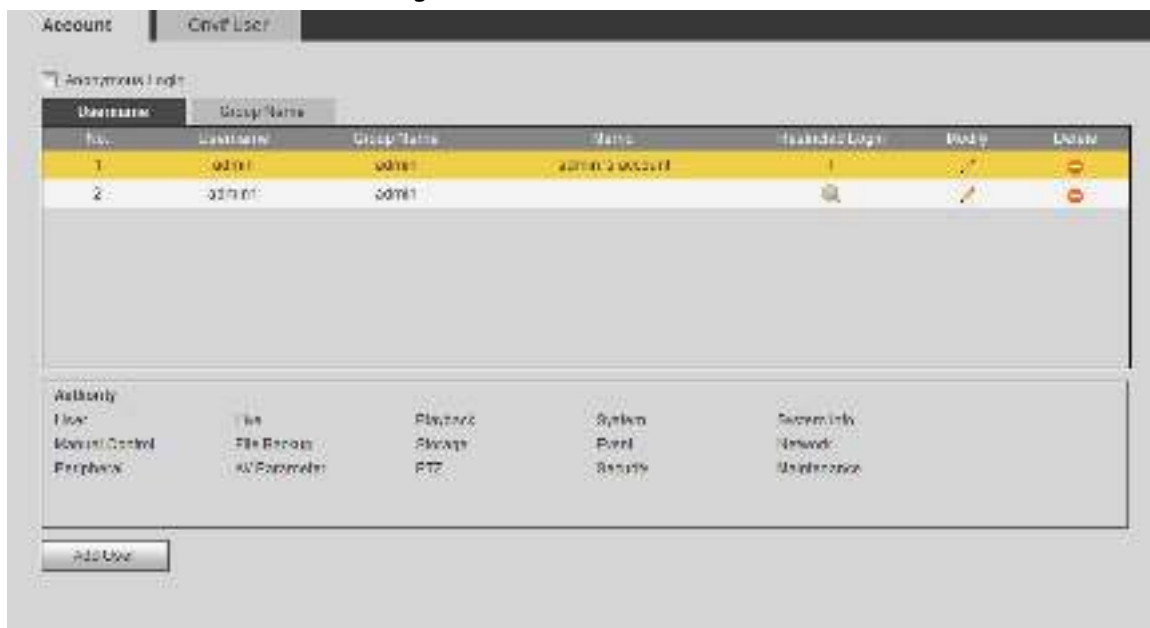 Account Onvif User
Anonymous Login
Username Group Name
No. Username Group Name Memo Restricted Login Modify Delete
1 admin admin admin 's account
2 admin1 admin
Authority
User Live Playback System System Info
Manual Control File Backup Storage Event Network
Peripheral AV Parameter PTZ Security Maintenance
Add User